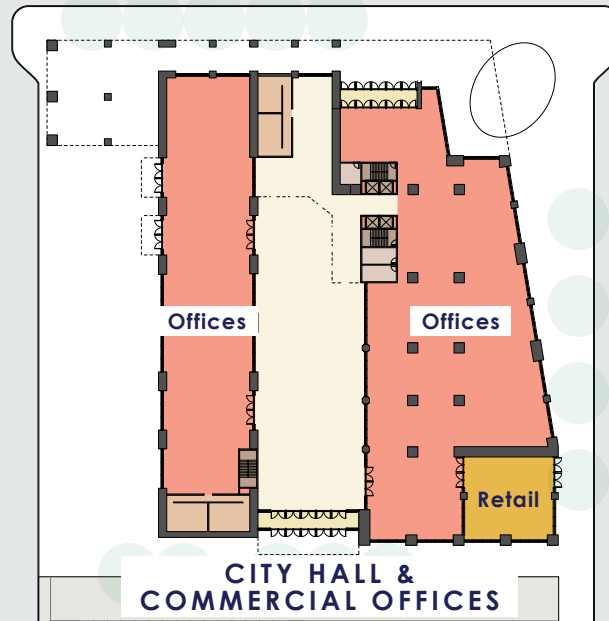 Offices
Offices
Retail
CITY HALL &
COMMERCIAL OFFICES